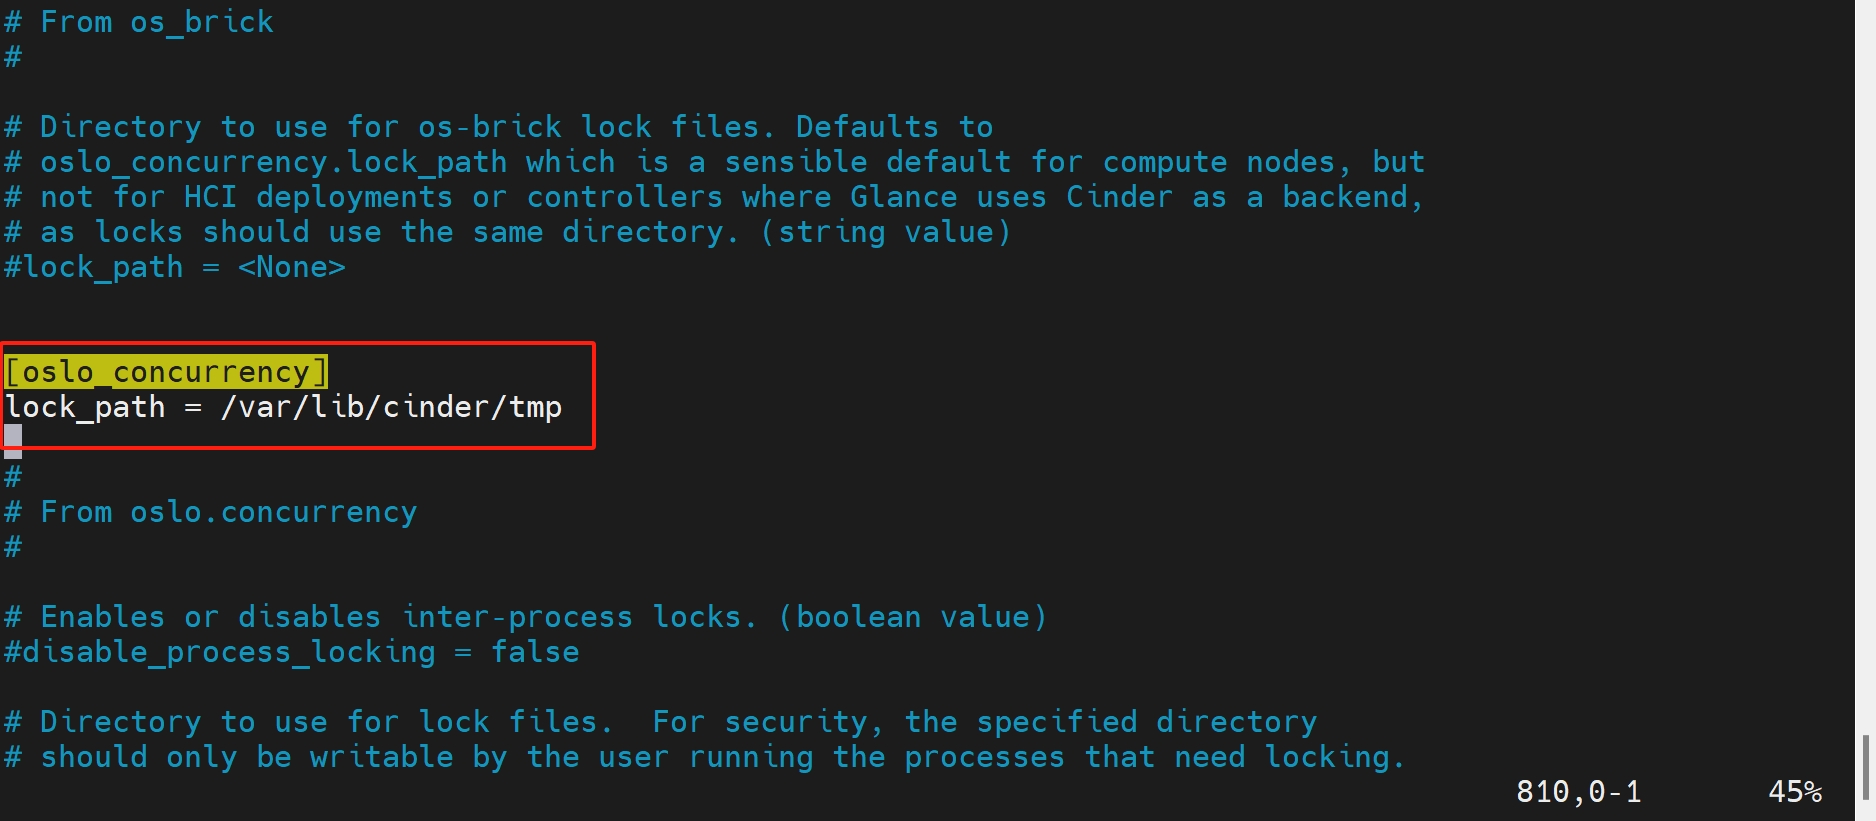 # From os_brick
#
# Directory to use for os-brick lock files. Defaults to
# oslo_concurrency.lock_path which is a sensible default for compute nodes, but
# not for HCI deployments or controllers where Glance uses Cinder as a backend,
# as locks should use the same directory. (string value)
#lock_path = <None>
[oslo_concurrency]
lock_path = /var/lib/cinder/tmp
#
# From oslo.concurrency
#
# Enables or disables inter-process locks. (boolean value)
#disable_process_locking = false
# Directory to use for lock files.  For security, the specified directory
# should only be writable by the user running the processes that need locking.
810,0-1 45%